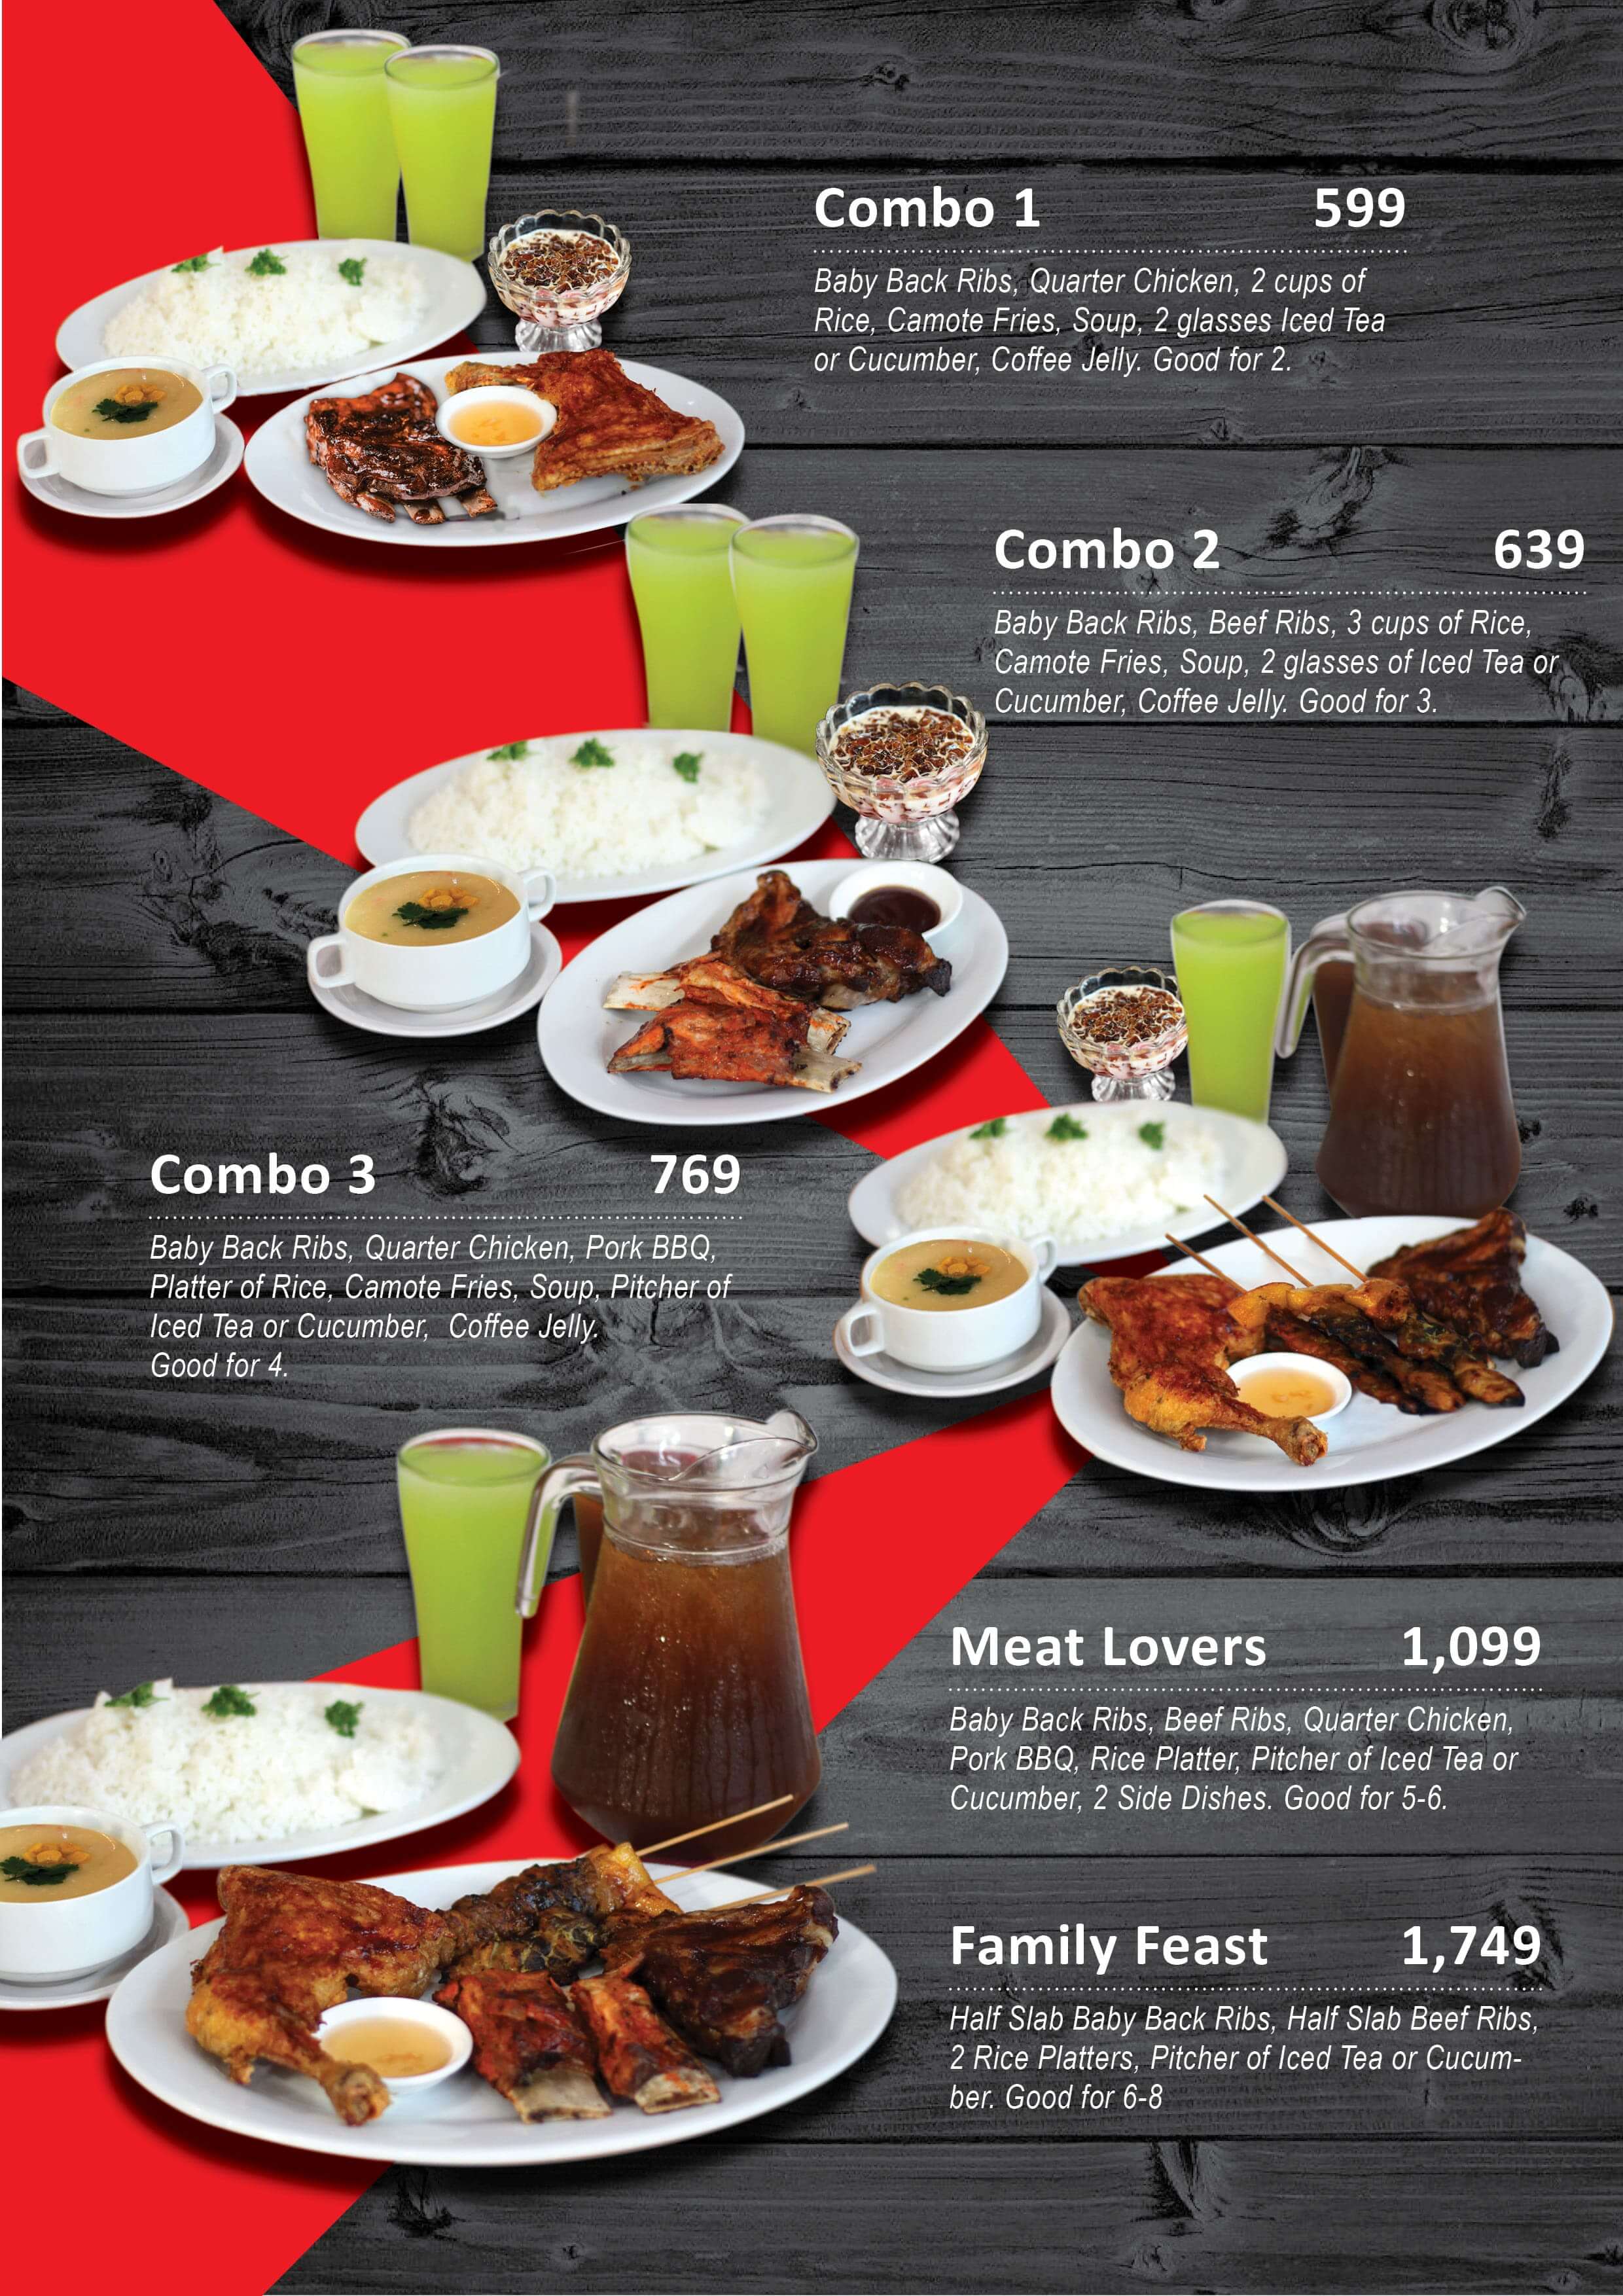 Combo 1 599
Baby Back Ribs, Quarter Chicken, 2 cups of
Rice, Camote Fries, Soup, 2 glasses Iced Tea
or Cucumber, Coffee Jelly. Good for 2.
Combo 2 639
Baby Back Ribs, Beef Ribs, 3 cups of Rice,
Camote Fries, Soup, 2 glasses of Iced Tea or
Cucumber, Coffee Jelly. Good for 3.
Combo 3 769
Baby Back Ribs, Quarter Chicken, Pork BBQ,
Platter of Rice, Camote Fries, Soup, Pitcher of
Iced Tea or Cucumber, Coffee Jelly.
Good for 4.
Meat Lovers 1,099
Baby Back Ribs, Beef Ribs, Quarter Chicken,
Pork BBQ, Rice Platter, Pitcher of Iced Tea or
Cucumber, 2 Side Dishes. Good for 5-6.
Family Feast 1,749
Half Slab Baby Back Ribs, Half Slab Beef Ribs,
2 Rice Platters, Pitcher of Iced Tea or Cucum-
ber. Good for 6-8